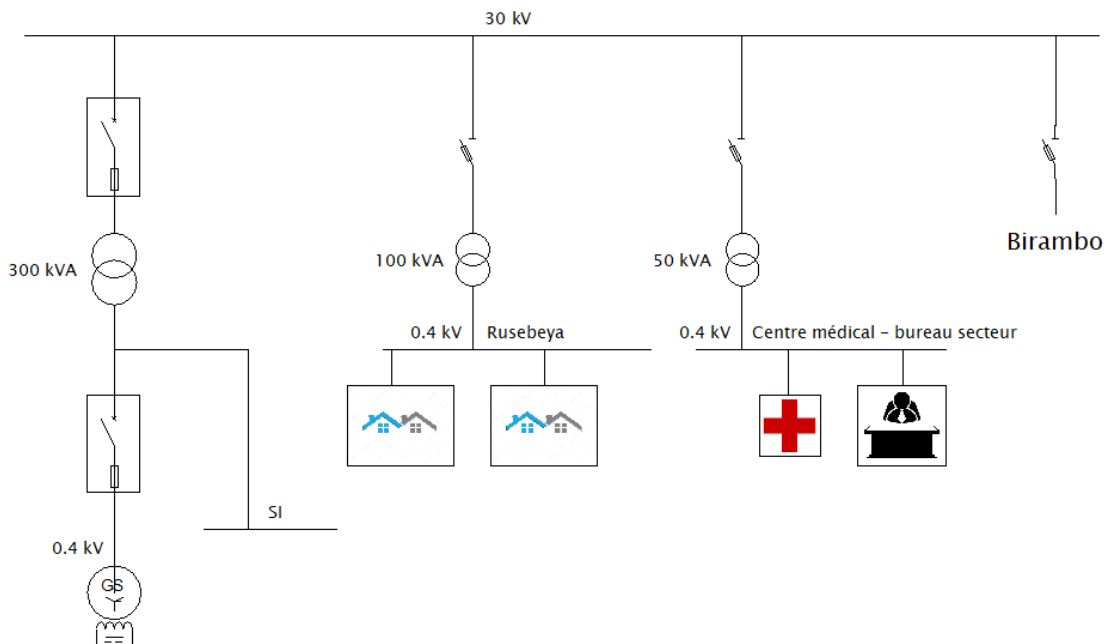 30 kV
300 kVA
100 kVA
50 kVA
Birambo
0.4 kV Rusebeya
0.4 kV Centre médical – bureau secteur
SI
0.4 kV
GS